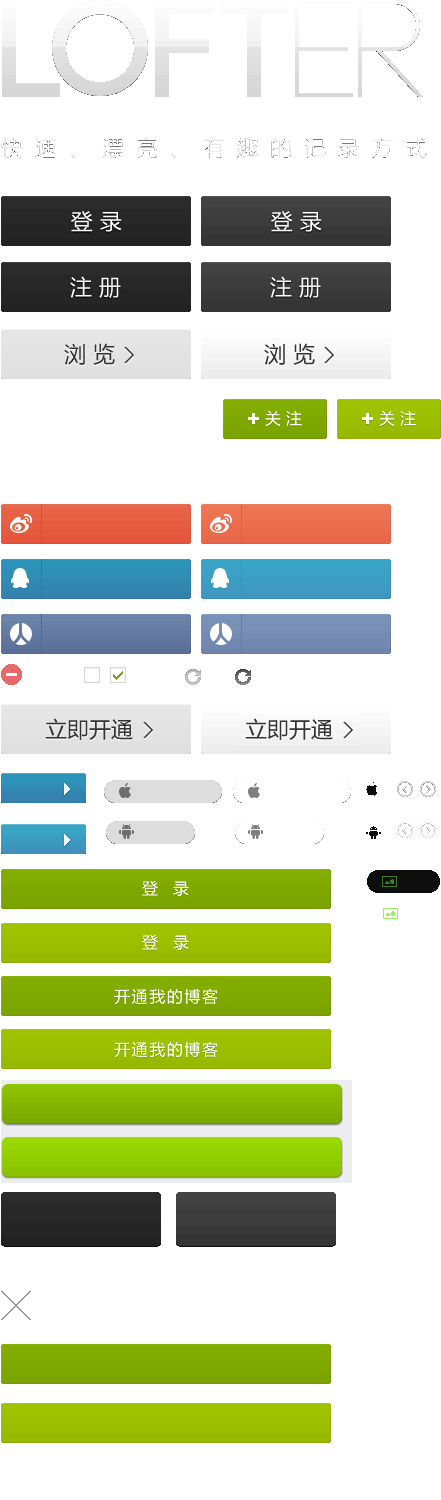 LOFTER
快速、漂亮、有趣的记录方式
登录 登录
注册 注册
浏览 浏览
关注 关注
立即开通 立即开通
登录
登录
开通我的博客
开通我的博客